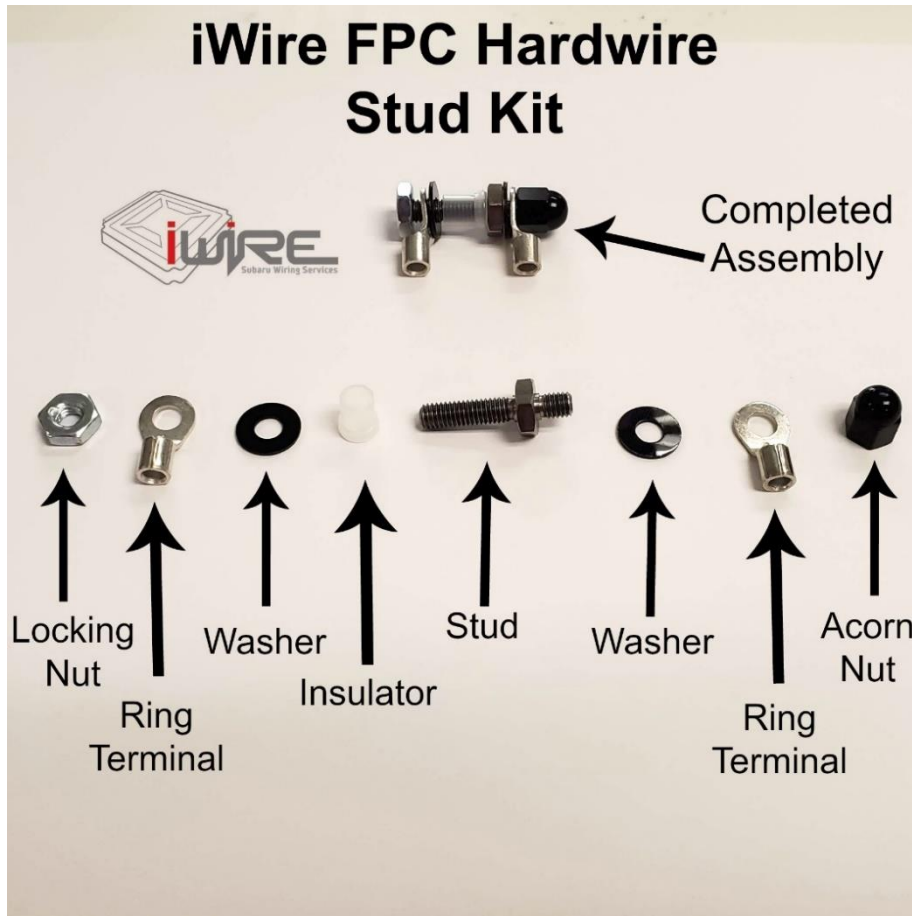 iWire FPC Hardwire
Stud Kit
iWIRE
Subaru Wiring Services
Completed
Assembly
Locking
Nut
Ring
Terminal
Washer
Insulator
Stud
Washer
Ring
Terminal
Acorn
Nut